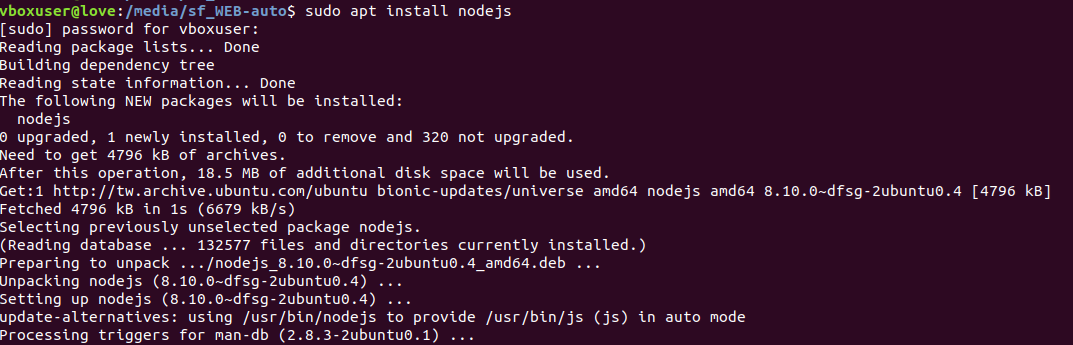 vboxuser@love:/media/sf_WEB-auto$ sudo apt install nodejs
[sudo] password for vboxuser:
Reading package lists... Done
Building dependency tree
Reading state information... Done
The following NEW packages will be installed:
  nodejs
0 upgraded, 1 newly installed, 0 to remove and 320 not upgraded.
Need to get 4796 kB of archives.
After this operation, 18.5 MB of additional disk space will be used.
Get:1 http://tw.archive.ubuntu.com/ubuntu bionic-updates/universe amd64 nodejs amd64 8.10.0~dfsg-2ubuntu0.4 [4796 kB]
Fetched 4796 kB in 1s (6679 kB/s)
Selecting previously unselected package nodejs.
(Reading database ... 132577 files and directories currently installed.)
Preparing to unpack .../nodejs_8.10.0~dfsg-2ubuntu0.4_amd64.deb ...
Unpacking nodejs (8.10.0~dfsg-2ubuntu0.4) ...
Setting up nodejs (8.10.0~dfsg-2ubuntu0.4) ...
update-alternatives: using /usr/bin/nodejs to provide /usr/bin/js (js) in auto mode
Processing triggers for man-db (2.8.3-2ubuntu0.1) ...